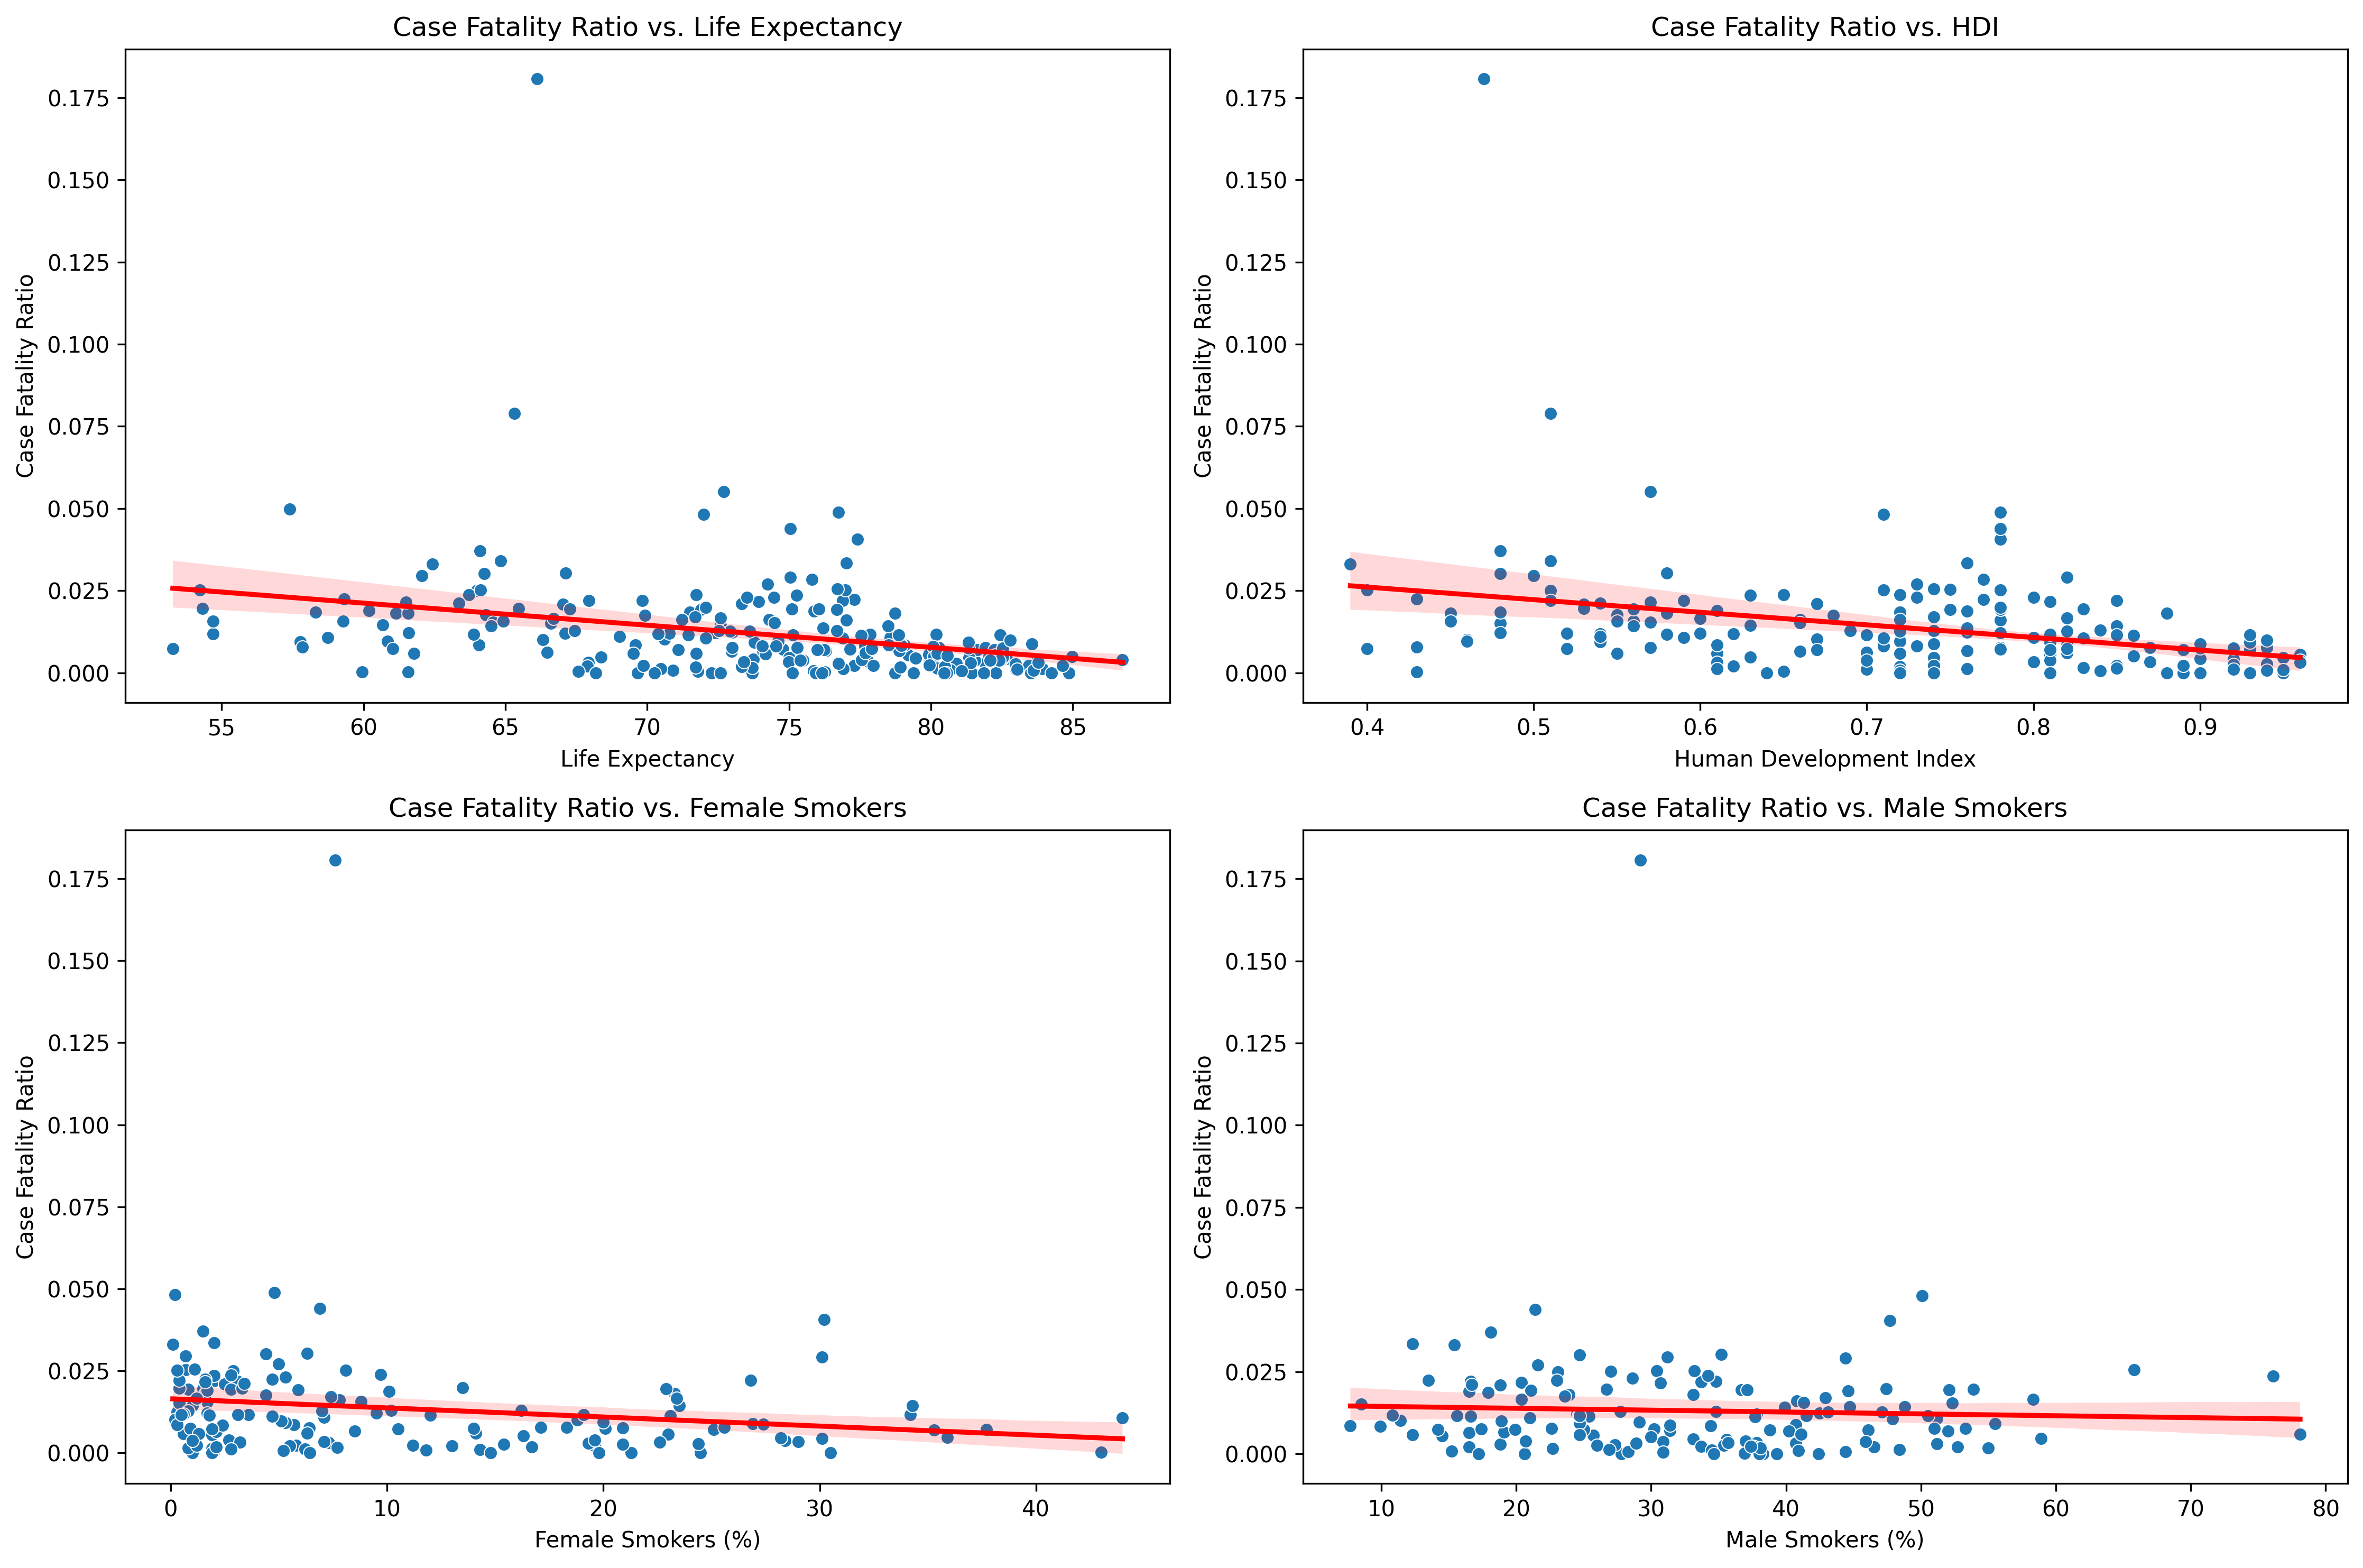 Case Fatality Ratio vs. Life Expectancy
Case Fatality Ratio
0.175
0.150
0.125
0.100
0.075
0.050
0.025
0.000
55 60 65 70 75 80 85
Life Expectancy
Case Fatality Ratio vs. HDI
Case Fatality Ratio
0.175
0.150
0.125
0.100
0.075
0.050
0.025
0.000
0.4 0.5 0.6 0.7 0.8 0.9
Human Development Index
Case Fatality Ratio vs. Female Smokers
Case Fatality Ratio
0.175
0.150
0.125
0.100
0.075
0.050
0.025
0.000
0 10 20 30 40
Female Smokers (%)
Case Fatality Ratio vs. Male Smokers
Case Fatality Ratio
0.175
0.150
0.125
0.100
0.075
0.050
0.025
0.000
10 20 30 40 50 60 70 80
Male Smokers (%)